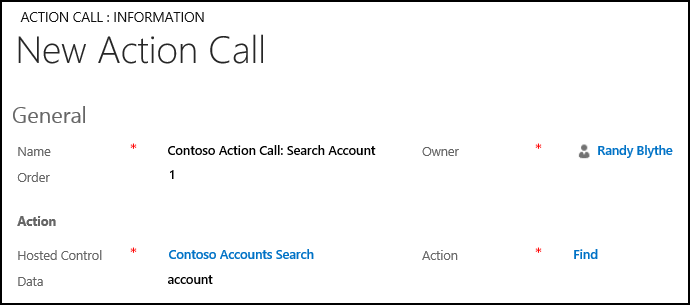 ACTION CALL : INFORMATION
New Action Call
General
Name * Contoso Action Call: Search Account Owner * Randy Blythe
Order 1
Action
Hosted Control * Contoso Accounts Search Action * Find
Data account